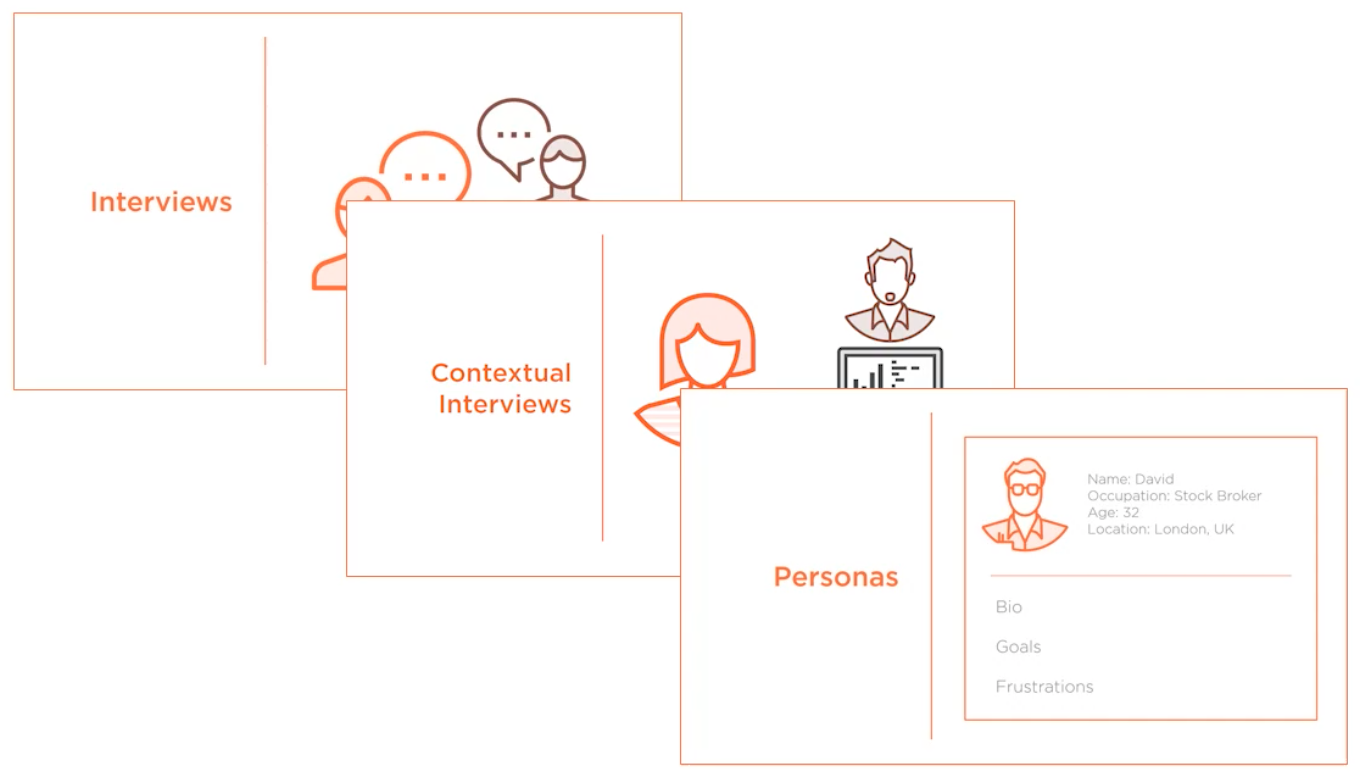 Interviews
Contextual
Interviews
Personas
Name: David
Occupation: Stock Broker
Age: 32
Location: London, UK
Bio
Goals
Frustrations